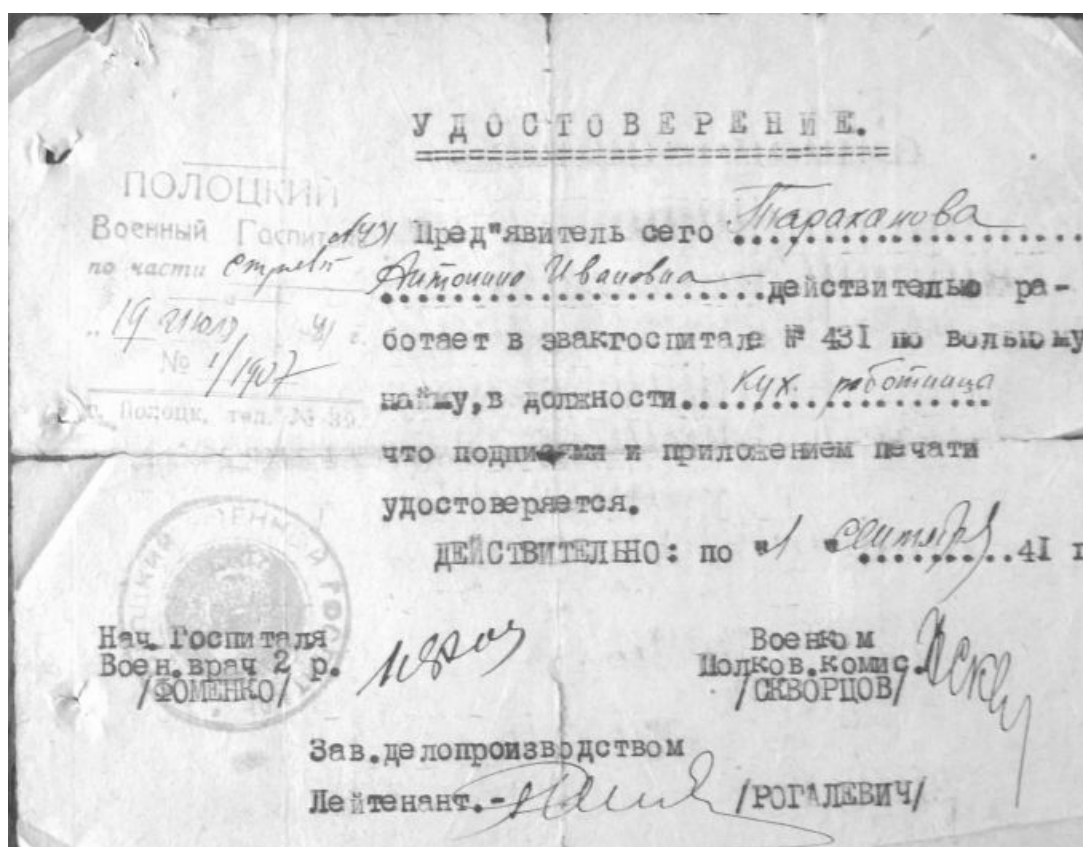 УДОСТОВЕРЕНИЕ.
ПОЛОЦКИЙ
Военный Госпиталь 431
по части
"19 июля 41 г.
№ 1/1907
г. Полоцк, тел. № 39.
Пред"явитель сего Тараканова
Антонина Ивановна действительно ра-
ботает в эвакгоспитале № 431 по вольному
найму, в должности Кух. работница
что подписями и приложением печати
удостоверяется.
ДЕЙСТВИТЕЛЬНО: по "1" сентября 41 г
ПОЛОЦКИЙ ВОЕННЫЙ ГОСПИТ
Нач. Госпиталя
Воен. врач 2 р.
/ФОМЕНКО/
Военком
Полков. комис.
/СКВОРЦОВ/
Зав. делопроизводством
Лейтенант.- /РОГАЛЕВИЧ/